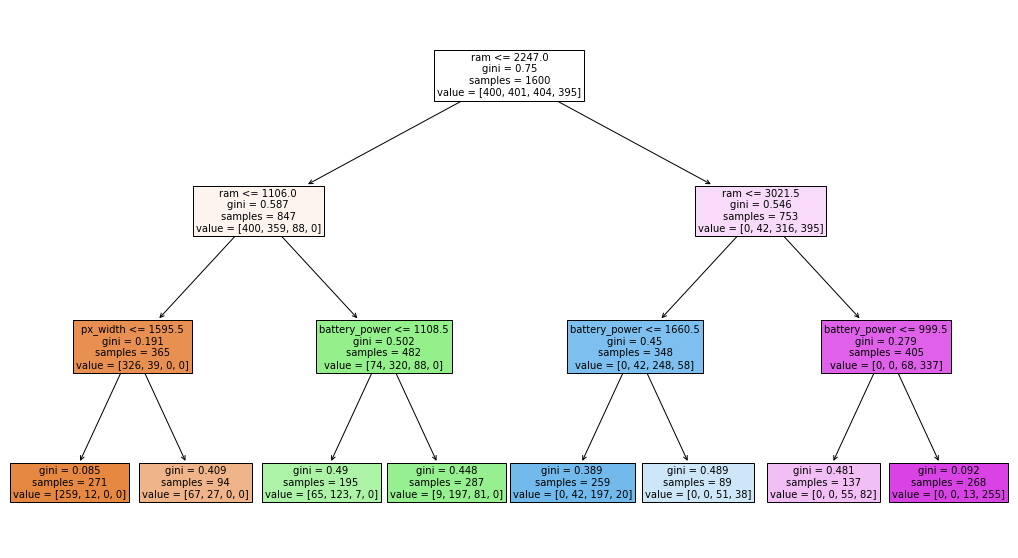 ram <= 2247.0
gini = 0.75
samples = 1600
value = [400, 401, 404, 395]
ram <= 1106.0
gini = 0.587
samples = 847
value = [400, 359, 88, 0]
ram <= 3021.5
gini = 0.546
samples = 753
value = [0, 42, 316, 395]
px_width <= 1595.5
gini = 0.191
samples = 365
value = [326, 39, 0, 0]
battery_power <= 1108.5
gini = 0.502
samples = 482
value = [74, 320, 88, 0]
battery_power <= 1660.5
gini = 0.45
samples = 348
value = [0, 42, 248, 58]
battery_power <= 999.5
gini = 0.279
samples = 405
value = [0, 0, 68, 337]
gini = 0.085
samples = 271
value = [259, 12, 0, 0]
gini = 0.409
samples = 94
value = [67, 27, 0, 0]
gini = 0.49
samples = 195
value = [65, 123, 7, 0]
gini = 0.448
samples = 287
value = [9, 197, 81, 0]
gini = 0.389
samples = 259
value = [0, 42, 197, 20]
gini = 0.489
samples = 89
value = [0, 0, 51, 38]
gini = 0.481
samples = 137
value = [0, 0, 55, 82]
gini = 0.092
samples = 268
value = [0, 0, 13, 255]